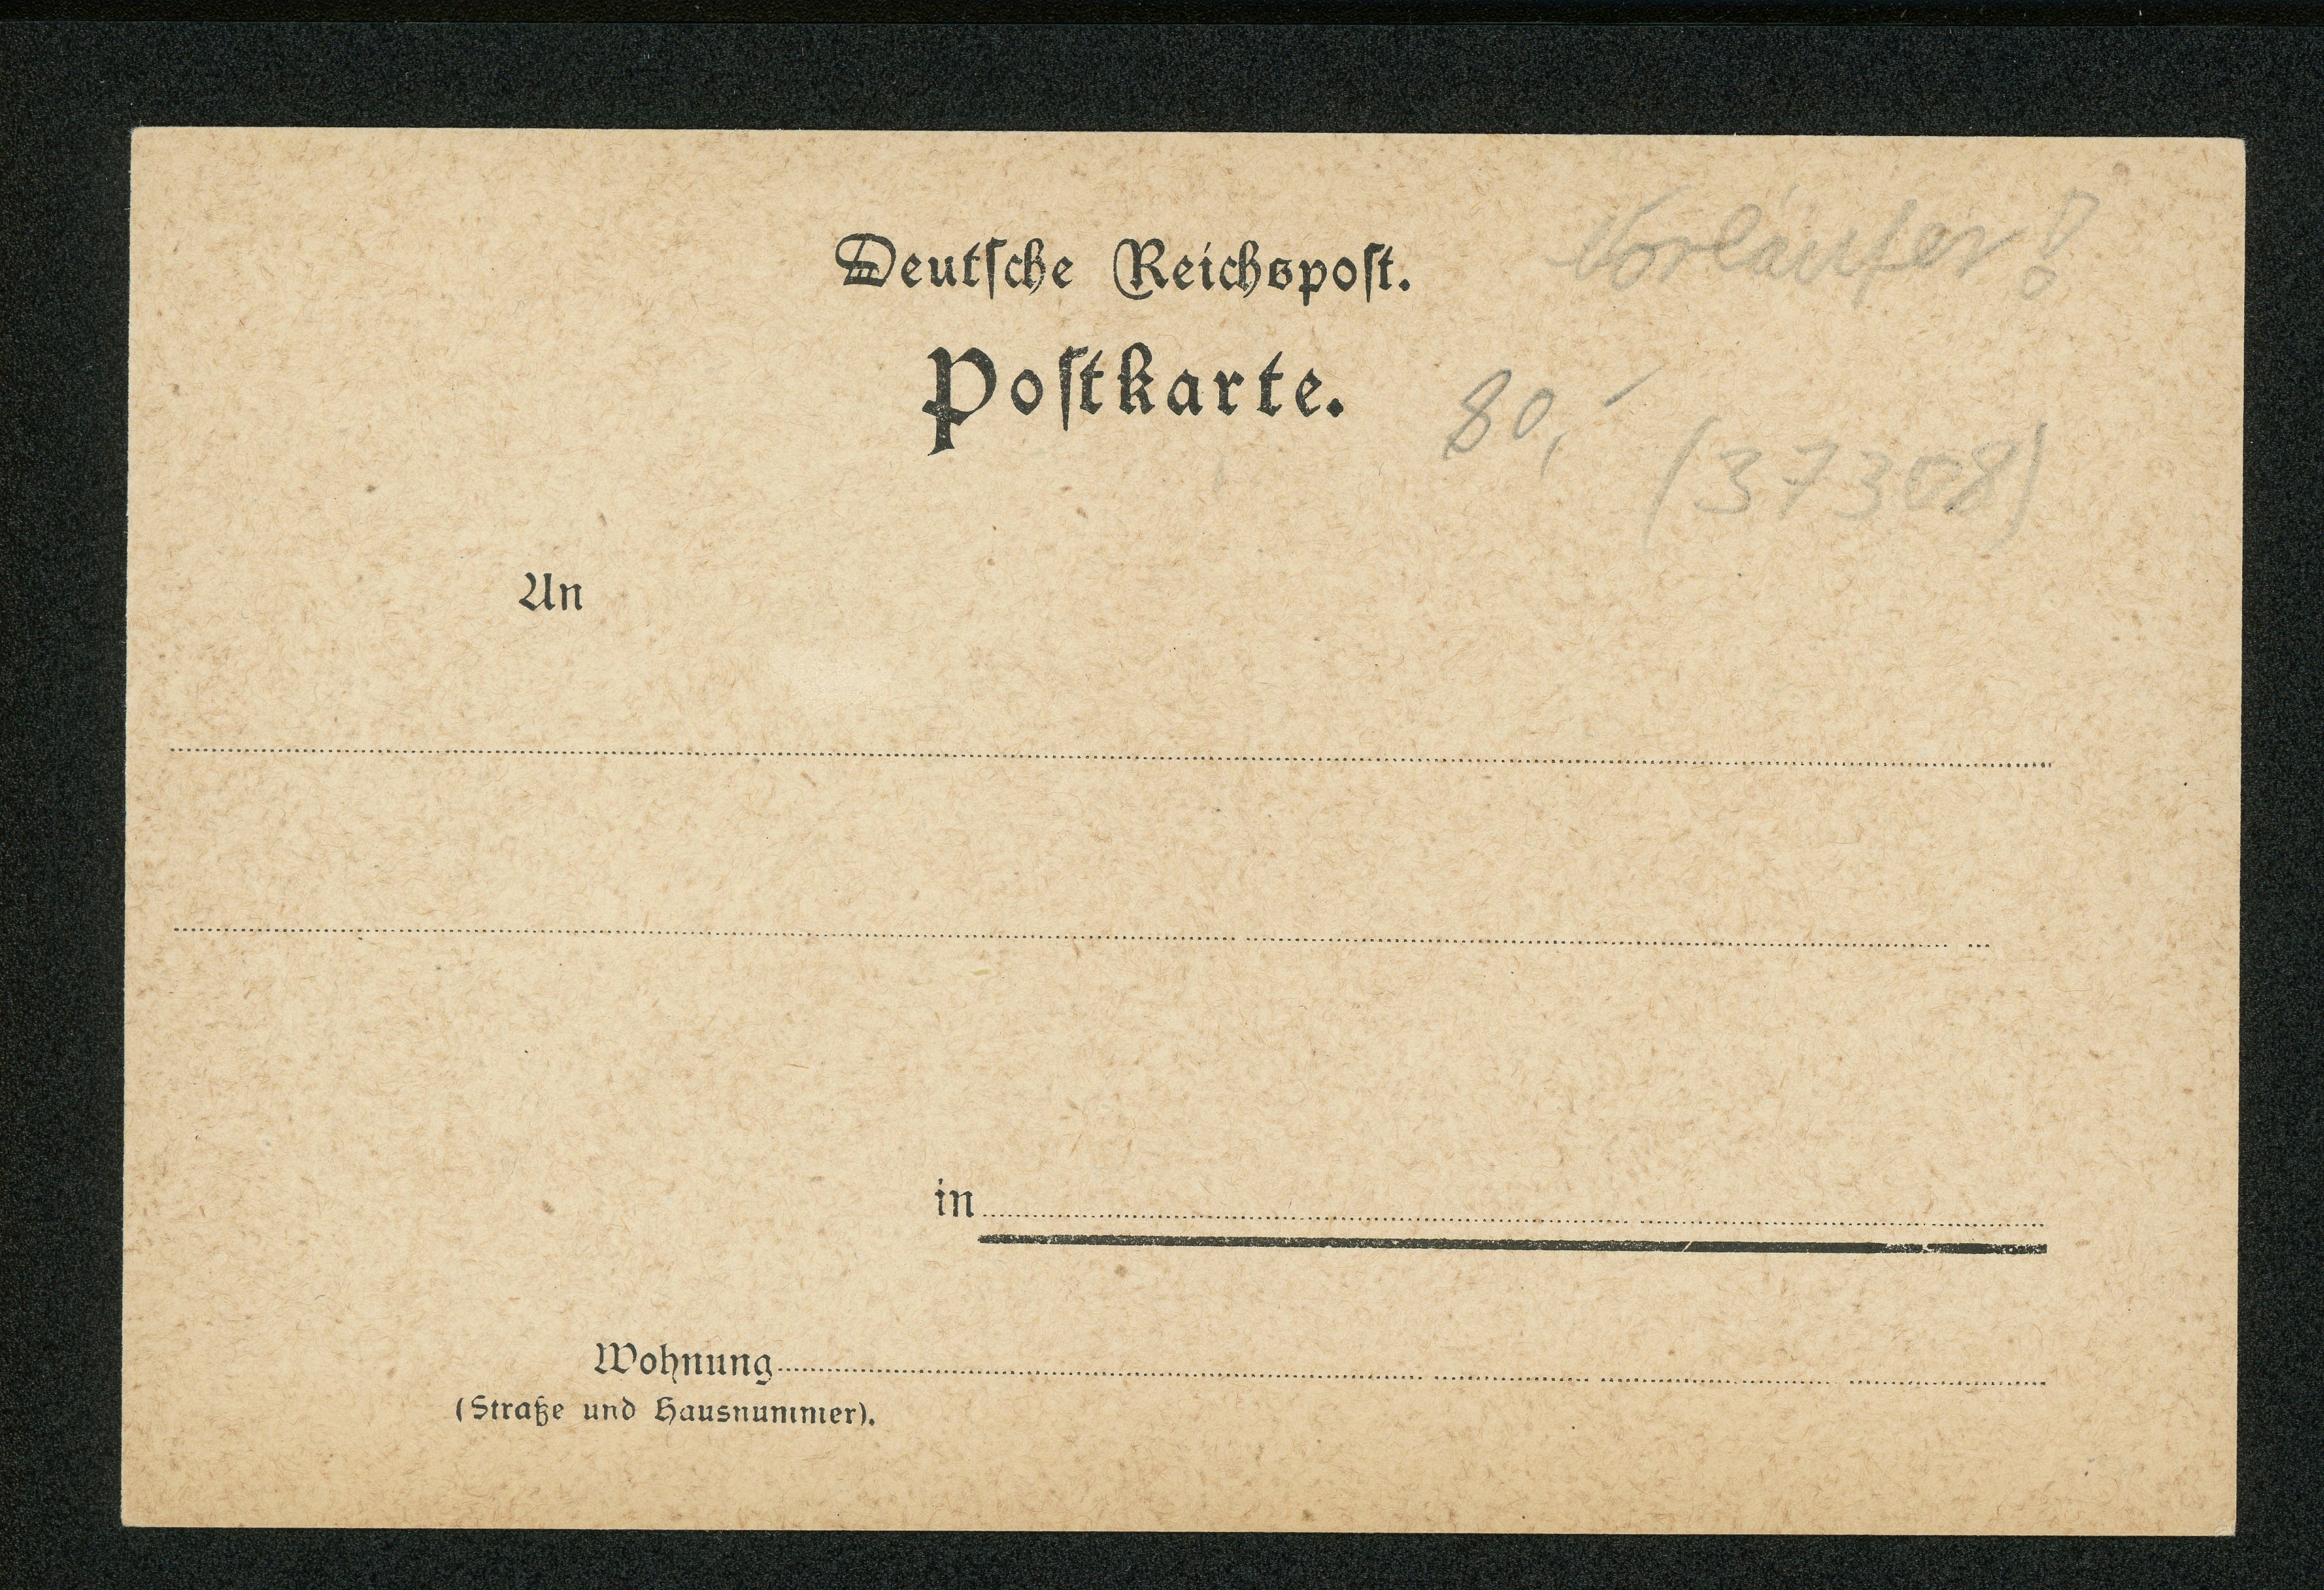 Deutsche Reichspost.
Vorläufer!
Postkarte.
80,-
(37308)
An
in
Wohnung
(Straße und Hausnummer).